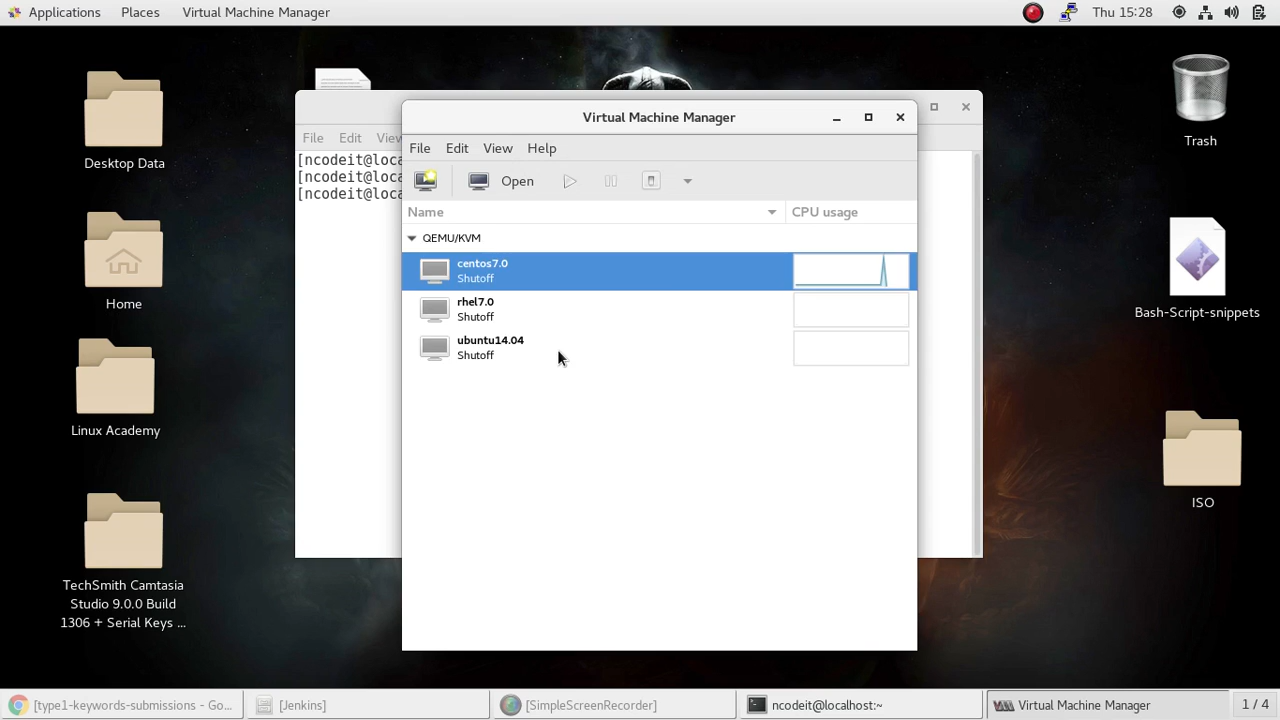 Applications Places Virtual Machine Manager Thu 15:28
Desktop Data
Home
Linux Academy
TechSmith Camtasia
Studio 9.0.0 Build
1306 + Serial Keys ...
File Edit View
[ncodeit@loca
[ncodeit@loca
[ncodeit@loca
Virtual Machine Manager
File Edit View Help
Open
Name CPU usage
QEMU/KVM
centos7.0
Shutoff
rhel7.0
Shutoff
ubuntu14.04
Shutoff
Trash
Bash-Script-snippets
ISO
[type1-keywords-submissions - Go... [Jenkins] [SimpleScreenRecorder] ncodeit@localhost:~ Virtual Machine Manager 1 / 4